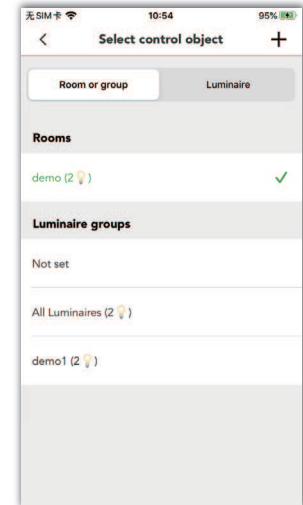 无SIM卡 10:54 95%
Select control object
Room or group Luminaire
Rooms
demo (2💡)
Luminaire groups
Not set
All Luminaires (2💡)
demo1 (2💡)